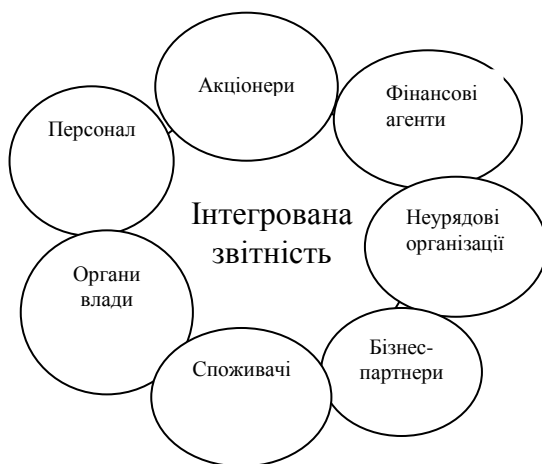 Акціонери
Фінансові
агенти
Персонал
Інтегрована
звітність
Неурядові
організації
Органи
влади
Бізнес-
партнери
Споживачі